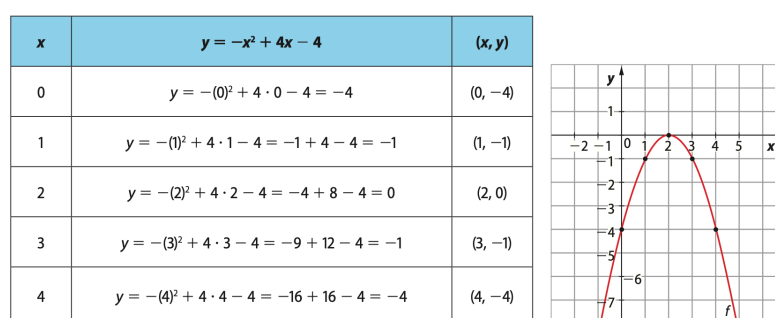 x y = −x² + 4x − 4 (x, y)
0 y = −(0)² + 4 · 0 − 4 = −4 (0, −4)
1 y = −(1)² + 4 · 1 − 4 = −1 + 4 − 4 = −1 (1, −1)
2 y = −(2)² + 4 · 2 − 4 = −4 + 8 − 4 = 0 (2, 0)
3 y = −(3)² + 4 · 3 − 4 = −9 + 12 − 4 = −1 (3, −1)
4 y = −(4)² + 4 · 4 − 4 = −16 + 16 − 4 = −4 (4, −4)
y
1
−2 −1 0 1 2 3 4 5 x
−1
−2
−3
−4
−5
−6
−7
f